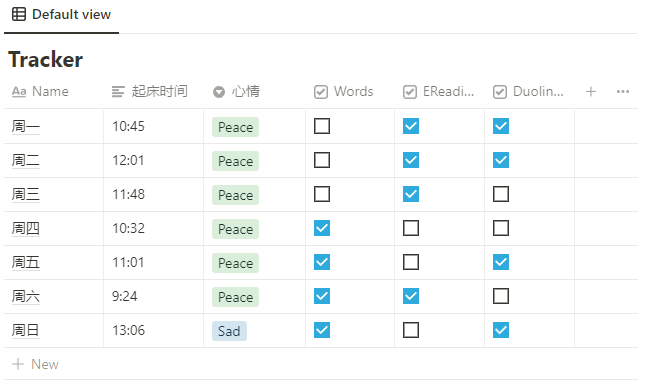 Default view
Tracker
Aa Name 起床时间 心情 Words EReadi... Duolin... + ...
周一 10:45 Peace
周二 12:01 Peace
周三 11:48 Peace
周四 10:32 Peace
周五 11:01 Peace
周六 9:24 Peace
周日 13:06 Sad
+ New